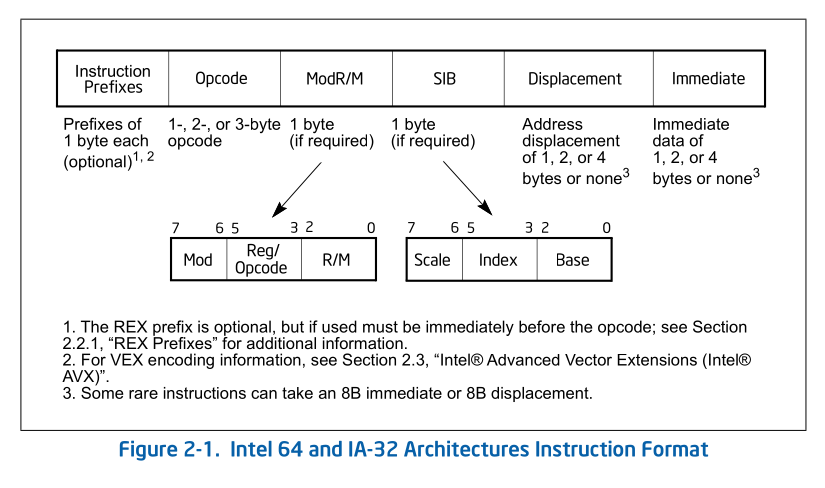 Instruction Prefixes Opcode ModR/M SIB Displacement Immediate
Prefixes of 1 byte each (optional)1, 2
1-, 2-, or 3-byte opcode
1 byte (if required)
1 byte (if required)
Address displacement of 1, 2, or 4 bytes or none3
Immediate data of 1, 2, or 4 bytes or none3
7 6 5 3 2 0
Mod Reg/Opcode R/M
7 6 5 3 2 0
Scale Index Base
1. The REX prefix is optional, but if used must be immediately before the opcode; see Section
2.2.1, “REX Prefixes” for additional information.
2. For VEX encoding information, see Section 2.3, “Intel® Advanced Vector Extensions (Intel®
AVX)”.
3. Some rare instructions can take an 8B immediate or 8B displacement.
Figure 2-1. Intel 64 and IA-32 Architectures Instruction Format